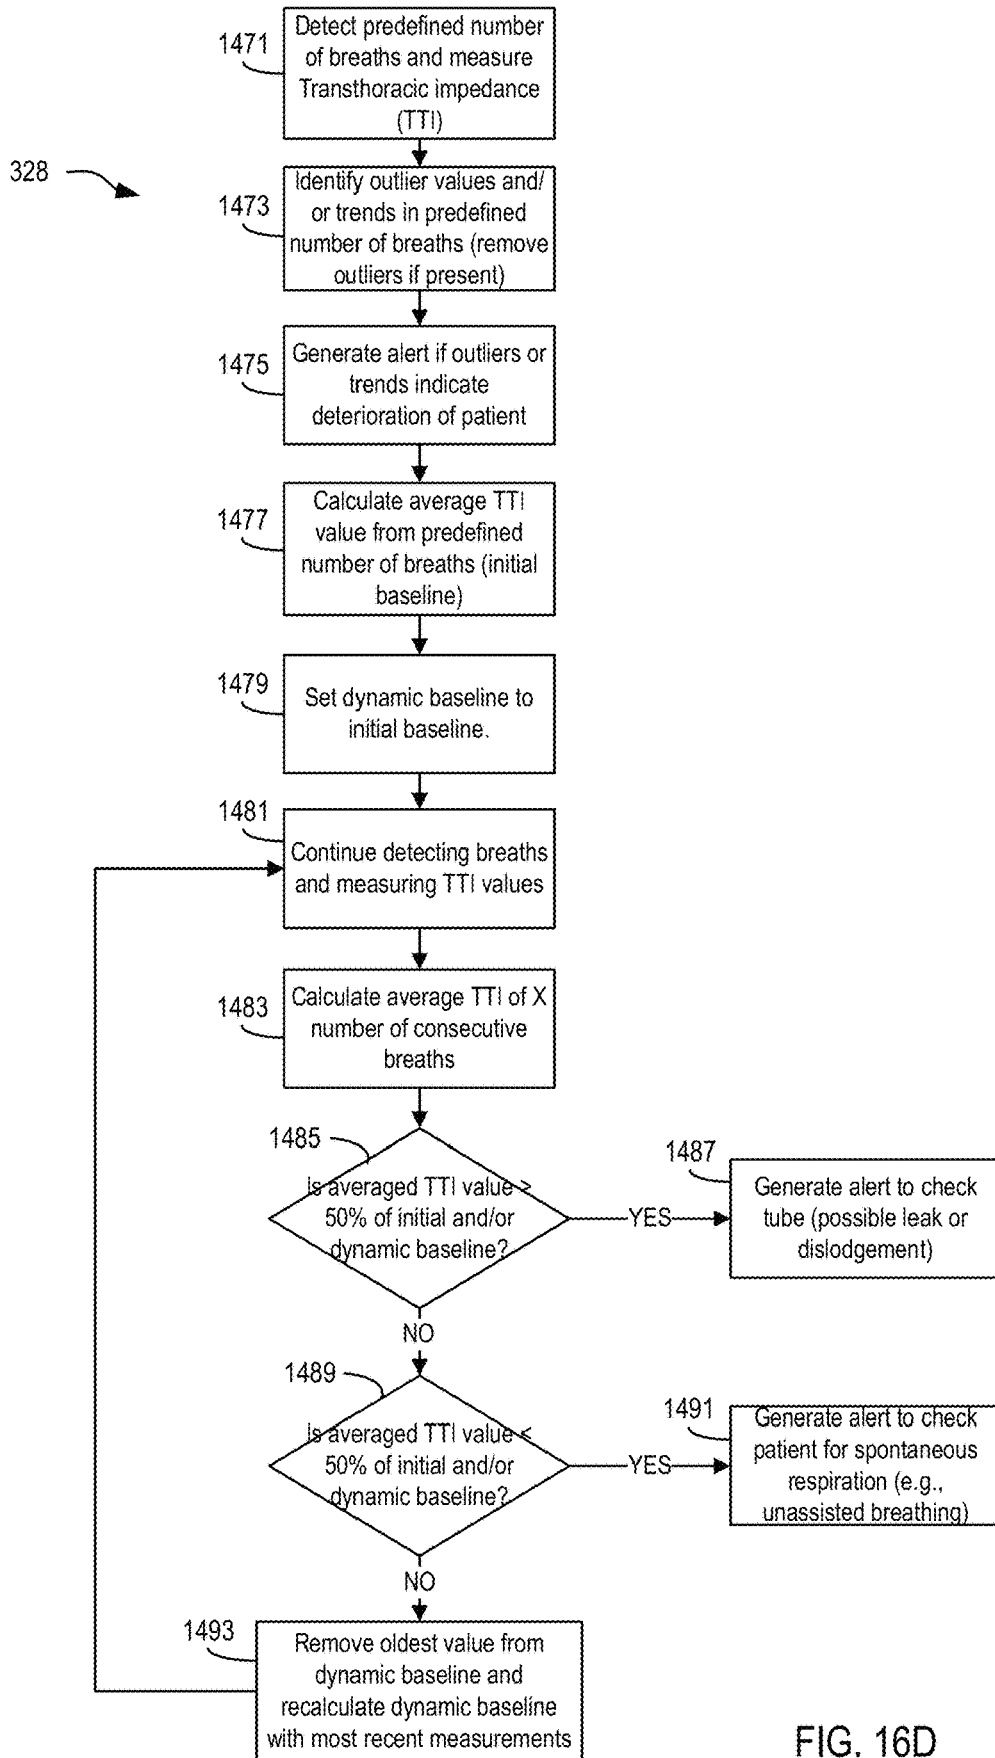 1471
Detect predefined number
of breaths and measure
Transthoracic impedance
(TTI)
328
1473
Identify outlier values and/
or trends in predefined
number of breaths (remove
outliers if present)
1475
Generate alert if outliers or
trends indicate
deterioration of patient
1477
Calculate average TTI
value from predefined
number of breaths (initial
baseline)
1479
Set dynamic baseline to
initial baseline.
1481
Continue detecting breaths
and measuring TTI values
1483
Calculate average TTI of X
number of consecutive
breaths
1485
Is averaged TTI value >
50% of initial and/or
dynamic baseline?
YES
1487
Generate alert to check
tube (possible leak or
dislodgement)
NO
1489
Is averaged TTI value <
50% of initial and/or
dynamic baseline?
YES
1491
Generate alert to check
patient for spontaneous
respiration (e.g.,
unassisted breathing)
NO
1493
Remove oldest value from
dynamic baseline and
recalculate dynamic baseline
with most recent measurements
FIG. 16D